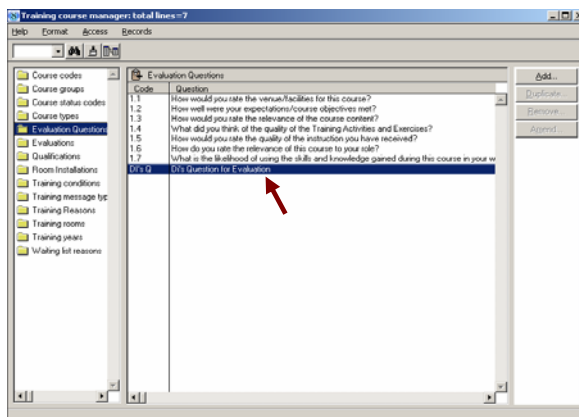 Training course manager: total lines=7
Help Format Access Records
Course codes
Course groups
Course status codes
Course types
Evaluation Questions
Evaluations
Qualifications
Room Installations
Training conditions
Training message typ
Training Reasons
Training rooms
Training years
Waiting list reasons
Evaluation Questions
Code Question
1.1 How would you rate the venue/facilities for this course?
1.2 How well were your expectations/course objectives met?
1.3 How would you rate the relevance of the course content?
1.4 What did you think of the quality of the Training Activities and Exercises?
1.5 How would you rate the quality of the instruction you have received?
1.6 How do you rate the relevance of this course to your role?
1.7 What is the likelihood of using the skills and knowledge gained during this course in your w
Di's Q Di's Question for Evaluation
Add...
Duplicate...
Remove...
Append...